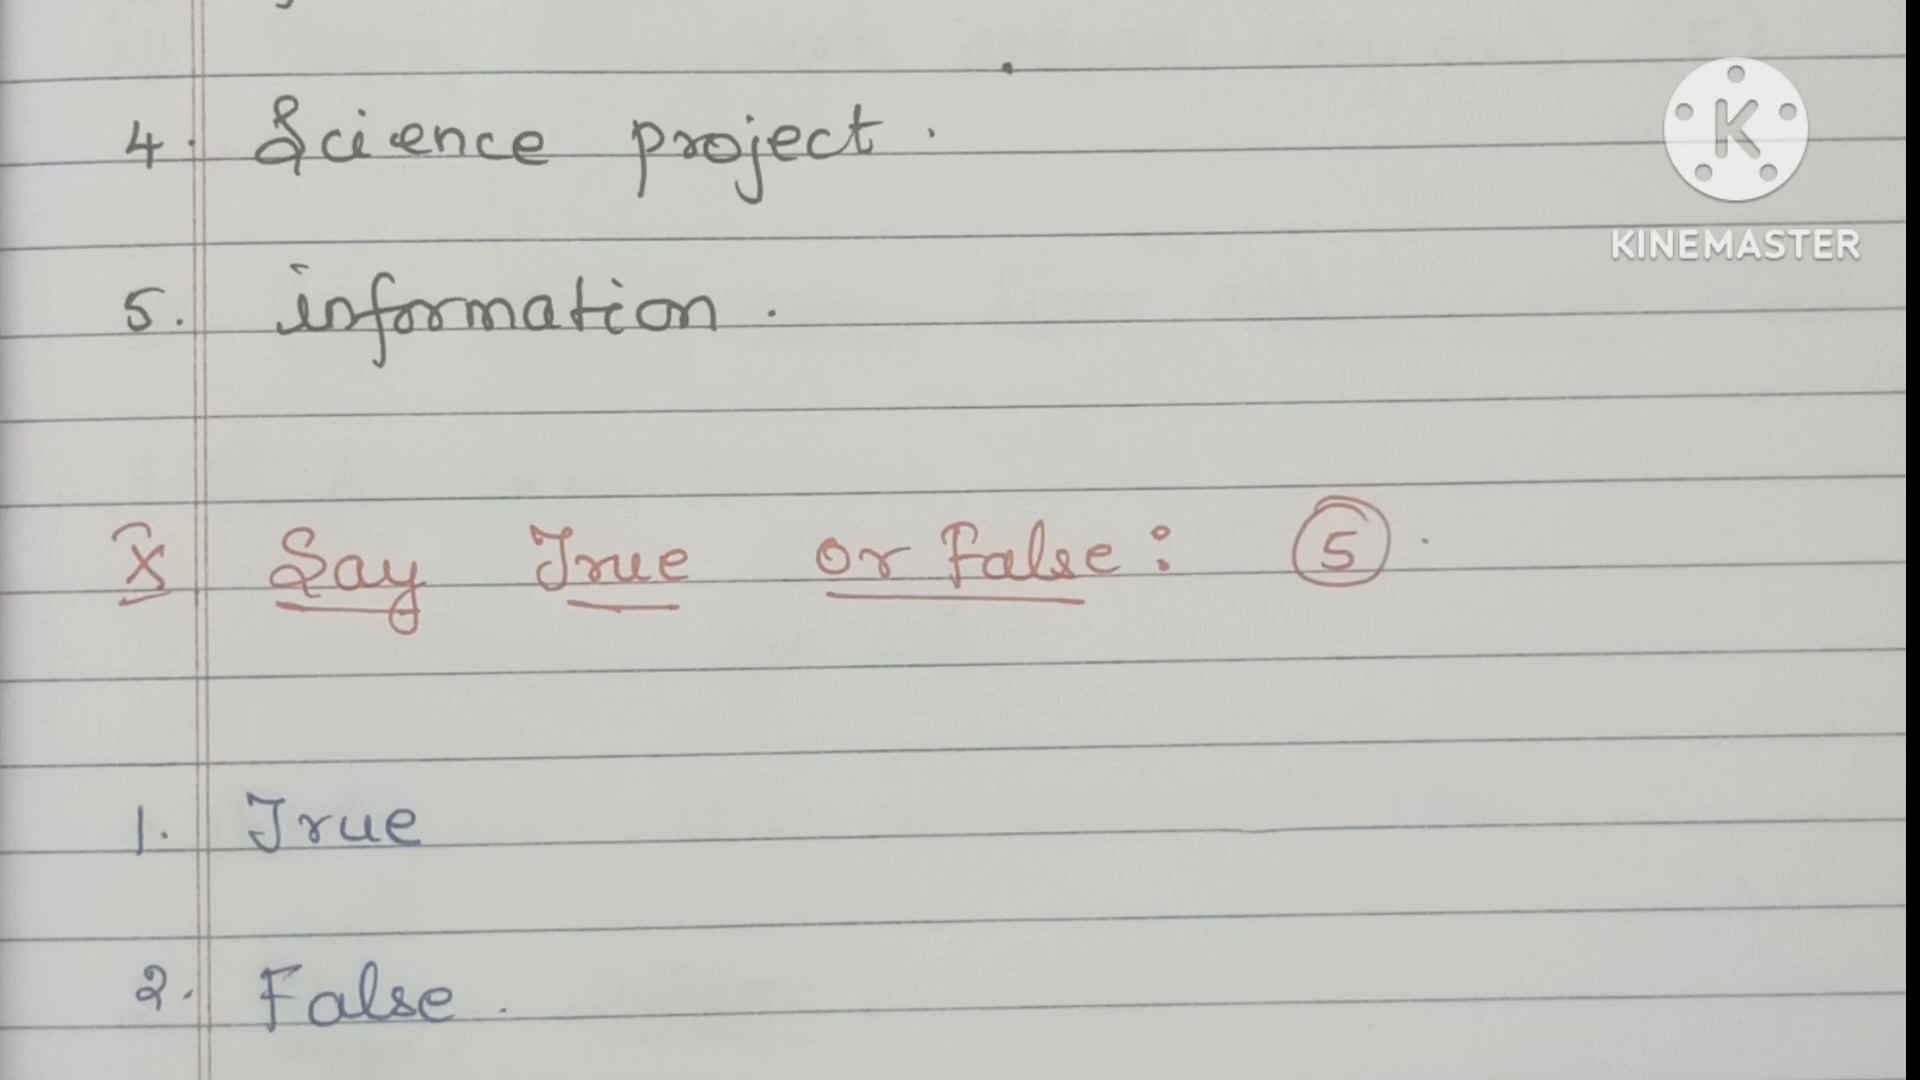 4. Science project.
KINEMASTER
5. information.
X Say True or False: 5.
1. True
2. False.